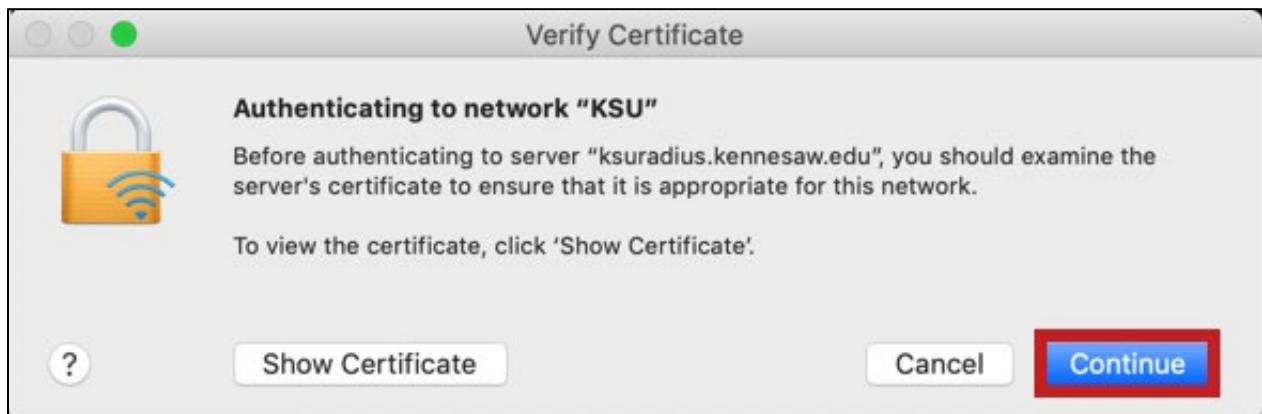 Verify Certificate
Authenticating to network “KSU”
Before authenticating to server “ksuradius.kennesaw.edu”, you should examine the
server's certificate to ensure that it is appropriate for this network.
To view the certificate, click ‘Show Certificate’.
?
Show Certificate
Cancel
Continue